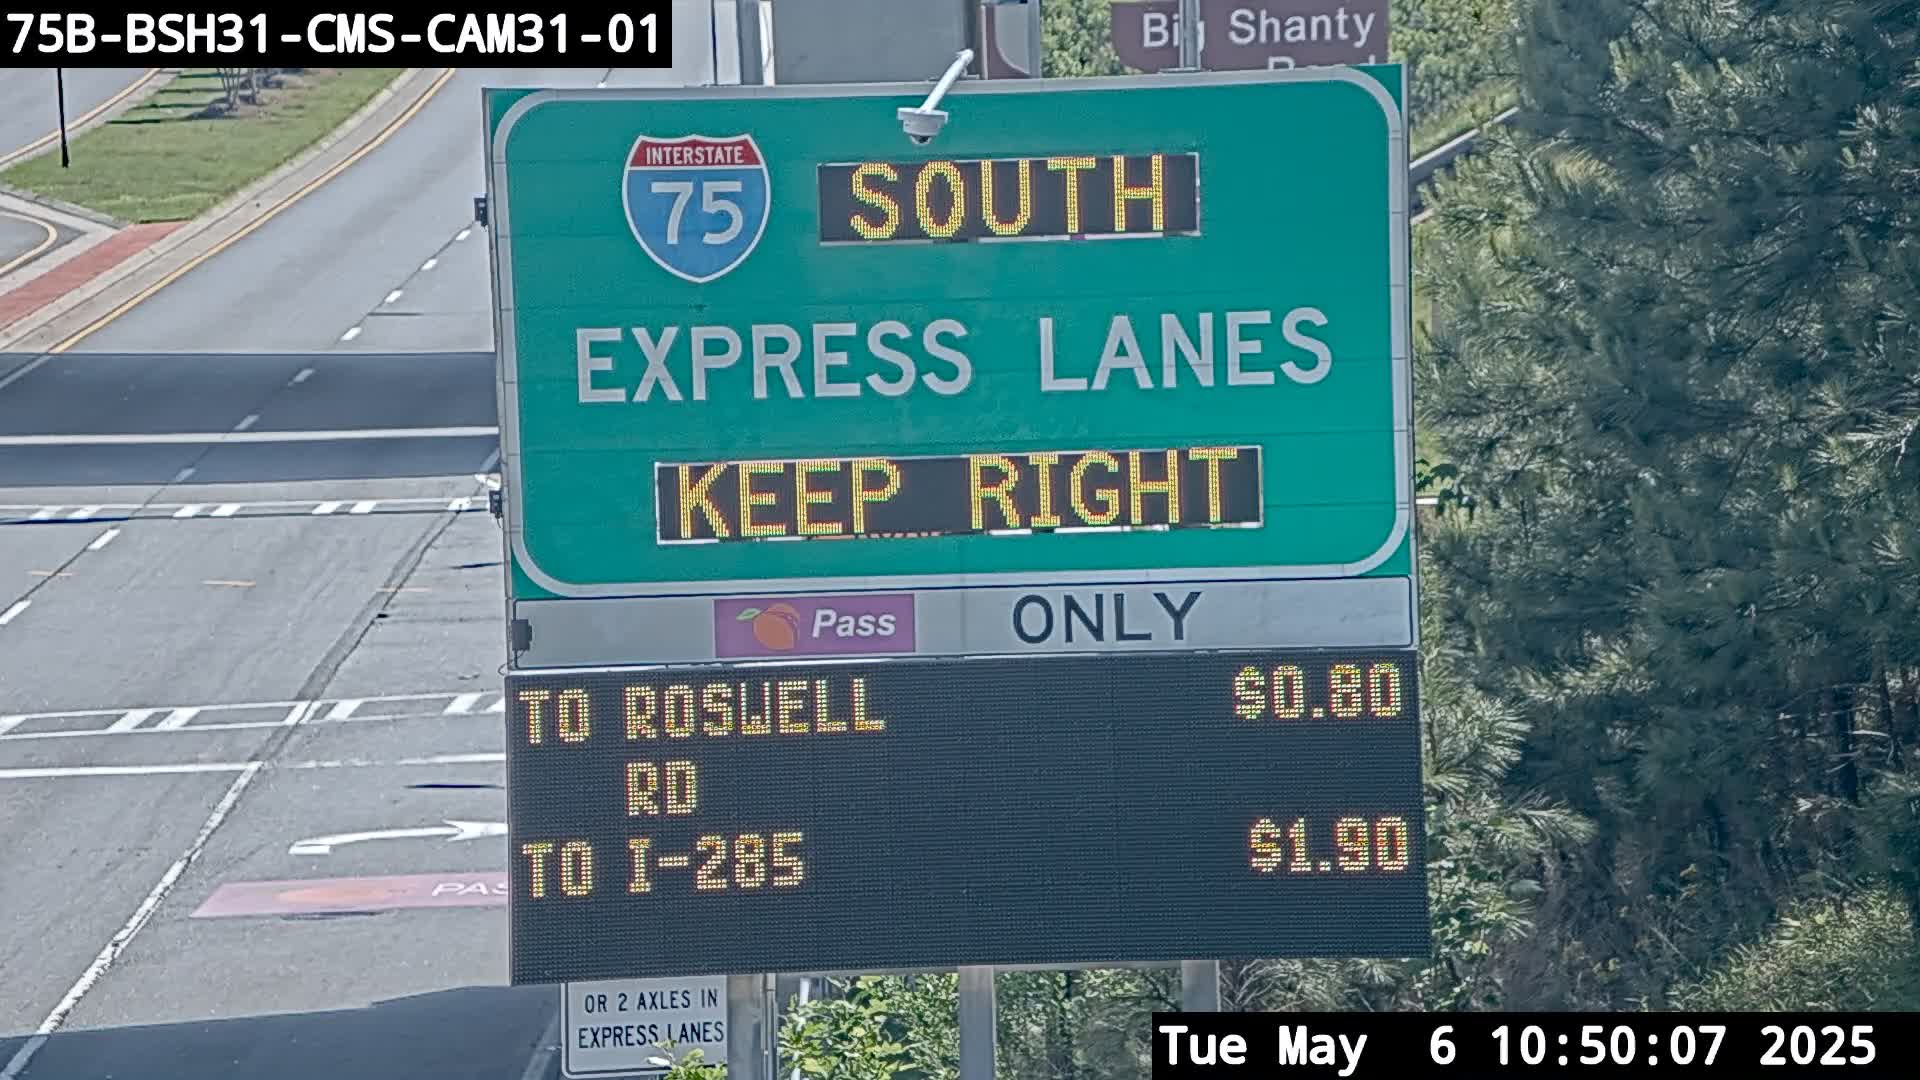 75B-BSH31-CMS-CAM31-01
Big Shanty
Road
INTERSTATE
75
SOUTH
EXPRESS LANES
KEEP RIGHT
Pass ONLY
TO ROSWELL $0.80
RD
TO I-285 $1.90
PAS
OR 2 AXLES IN
EXPRESS LANES
Tue May 6 10:50:07 2025